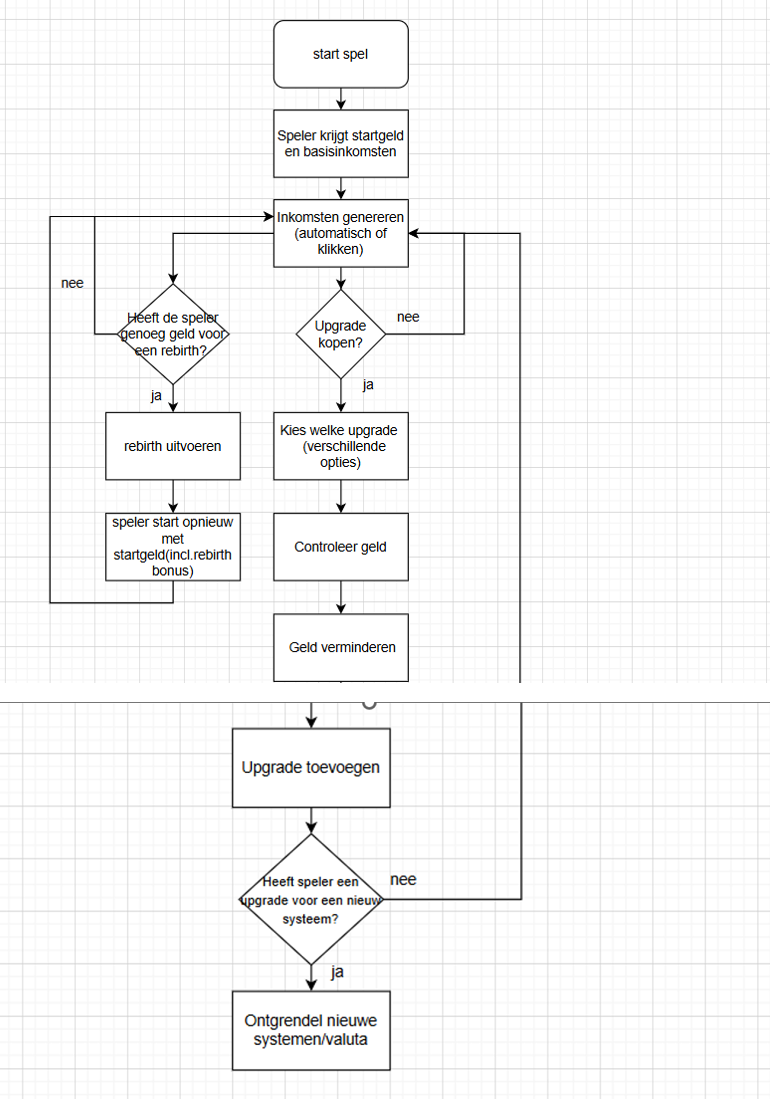 start spel
Speler krijgt startgeld
en basisinkomsten
Inkomsten genereren
(automatisch of
klikken)
nee
Heeft de speler
genoeg geld voor
een rebirth?
ja
rebirth uitvoeren
speler start opnieuw
met
startgeld(incl.rebirth
bonus)
Upgrade
kopen?
nee
ja
Kies welke upgrade
(verschillende
opties)
Controleer geld
Geld verminderen
Upgrade toevoegen
Heeft speler een
upgrade voor een nieuw
systeem?
nee
ja
Ontgrendel nieuwe
systemen/valuta